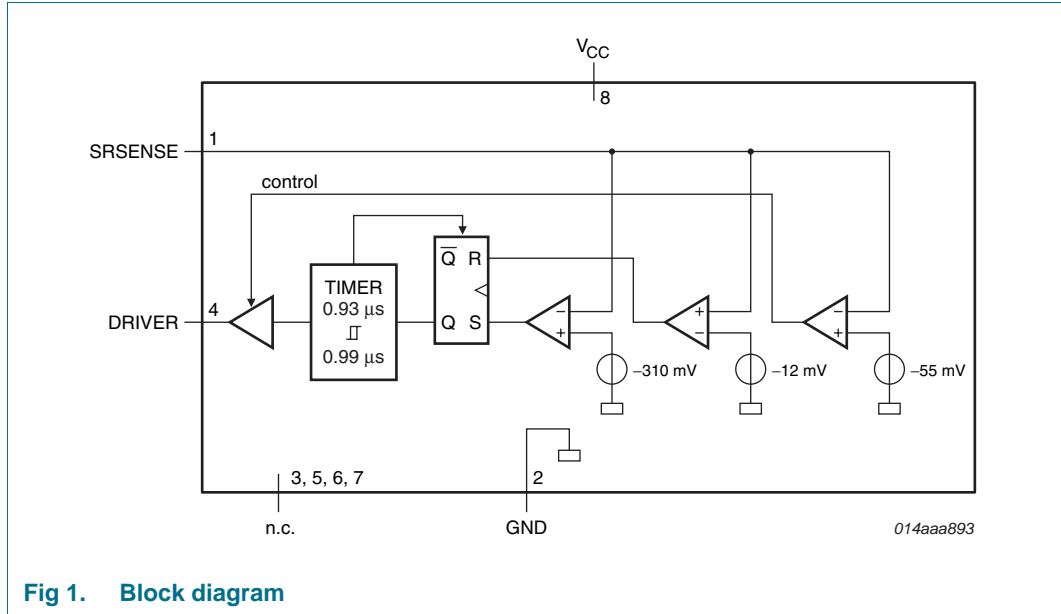 VCC
8
1
SRSENSE
control
Q R
TIMER
0.93 μs
0.99 μs
4
DRIVER
Q S
−
+
+
−
−
+
−310 mV
−12 mV
−55 mV
3, 5, 6, 7
2
n.c.
GND
014aaa893
Fig 1. Block diagram